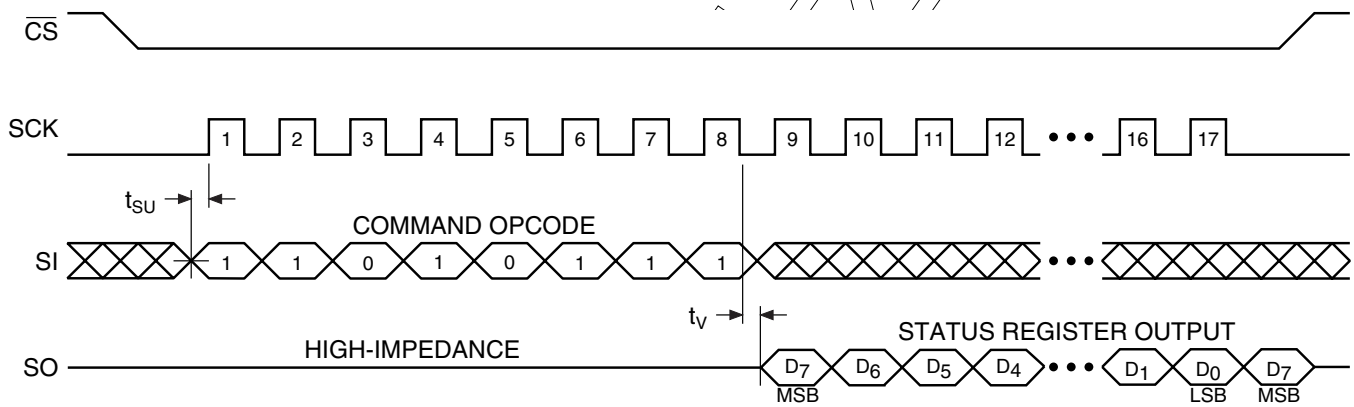 CS
SCK 1 2 3 4 5 6 7 8 9 10 11 12 ••• 16 17
tSU
COMMAND OPCODE
SI 1 1 0 1 0 1 1 1 •••
tV
STATUS REGISTER OUTPUT
HIGH-IMPEDANCE
SO D7 D6 D5 D4 ••• D1 D0 D7
MSB LSB MSB